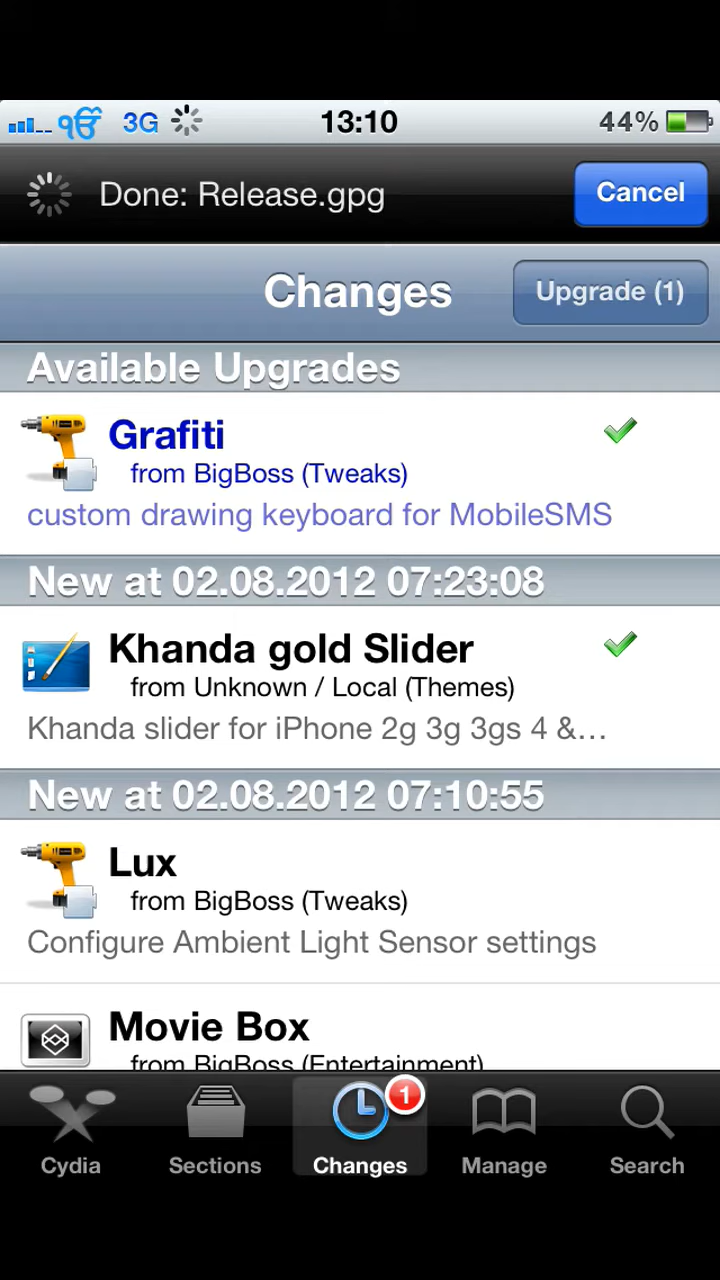 ੴ 3G 13:10 44%
Done: Release.gpg Cancel
Changes Upgrade (1)
Available Upgrades
Grafiti
from BigBoss (Tweaks)
custom drawing keyboard for MobileSMS
New at 02.08.2012 07:23:08
Khanda gold Slider
from Unknown / Local (Themes)
Khanda slider for iPhone 2g 3g 3gs 4 &...
New at 02.08.2012 07:10:55
Lux
from BigBoss (Tweaks)
Configure Ambient Light Sensor settings
Movie Box
from BigBoss (Entertainment)
1
Cydia Sections Changes Manage Search